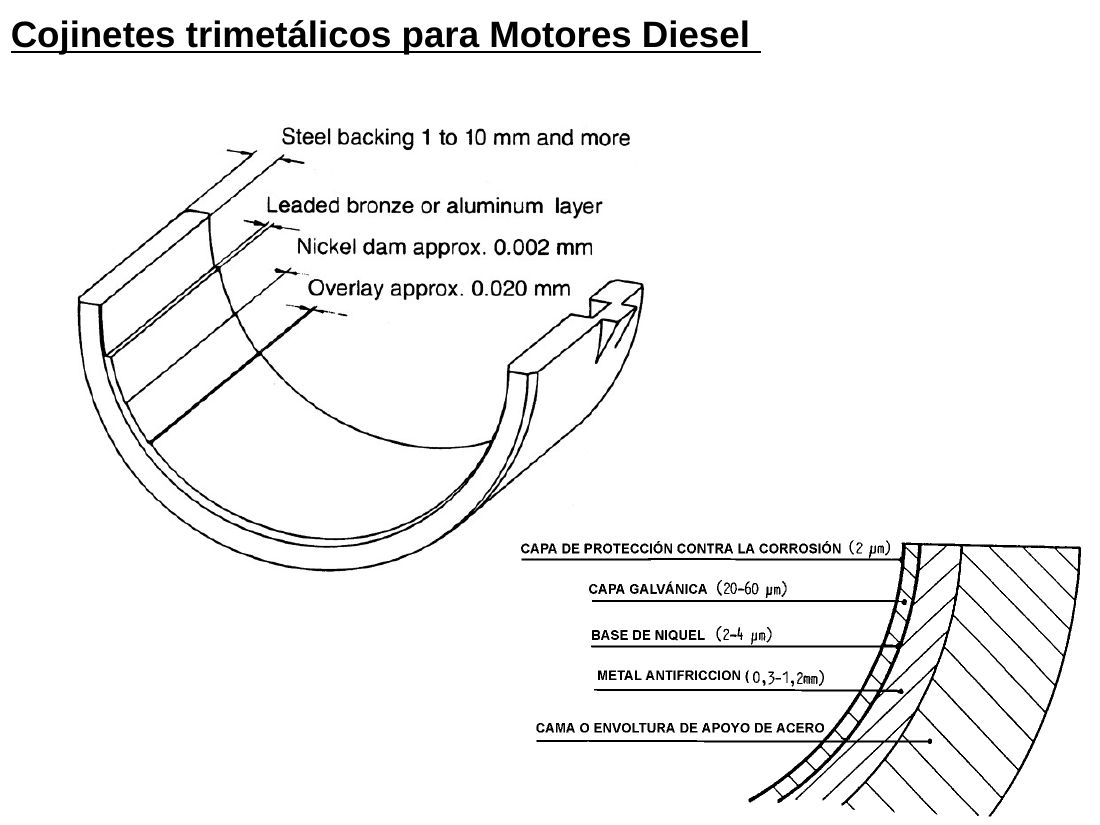 Cojinetes trimetálicos para Motores Diesel
Steel backing 1 to 10 mm and more
Leaded bronze or aluminum layer
Nickel dam approx. 0.002 mm
Overlay approx. 0.020 mm
CAPA DE PROTECCIÓN CONTRA LA CORROSIÓN (2 µm)
CAPA GALVÁNICA (20-60 µm)
BASE DE NIQUEL (2-4 µm)
METAL ANTIFRICCION (0,3-1,2mm)
CAMA O ENVOLTURA DE APOYO DE ACERO